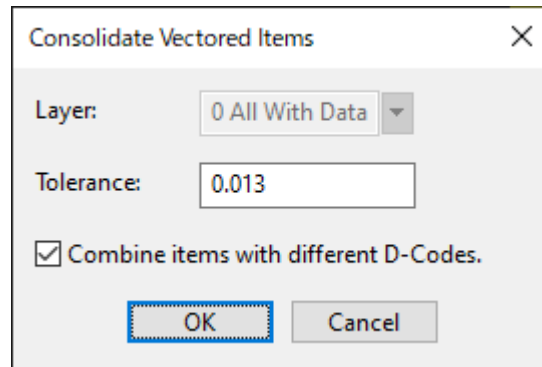 Consolidate Vectored Items
Layer: 0 All With Data
Tolerance: 0.013
Combine items with different D-Codes.
OK Cancel